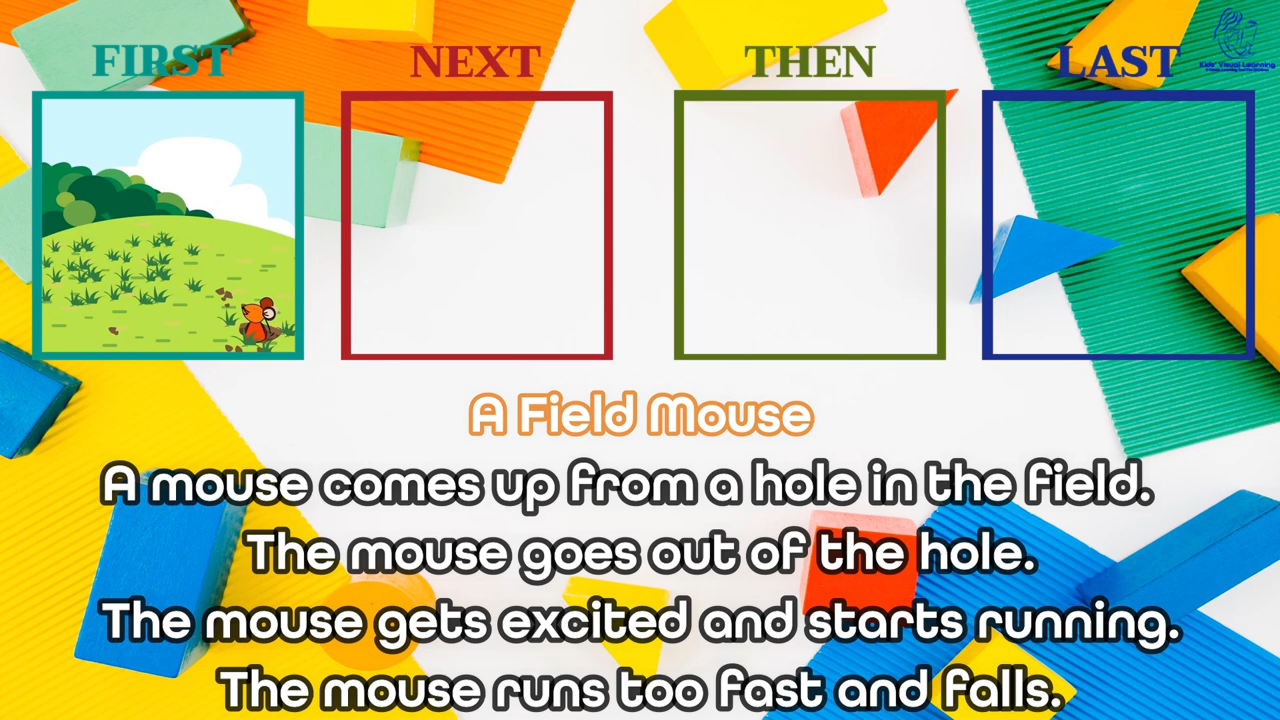 FIRST NEXT THEN LAST
Kids' Visual Learning
A Field Mouse
A mouse comes up from a hole in the field.
The mouse goes out of the hole.
The mouse gets excited and starts running.
The mouse runs too fast and falls.